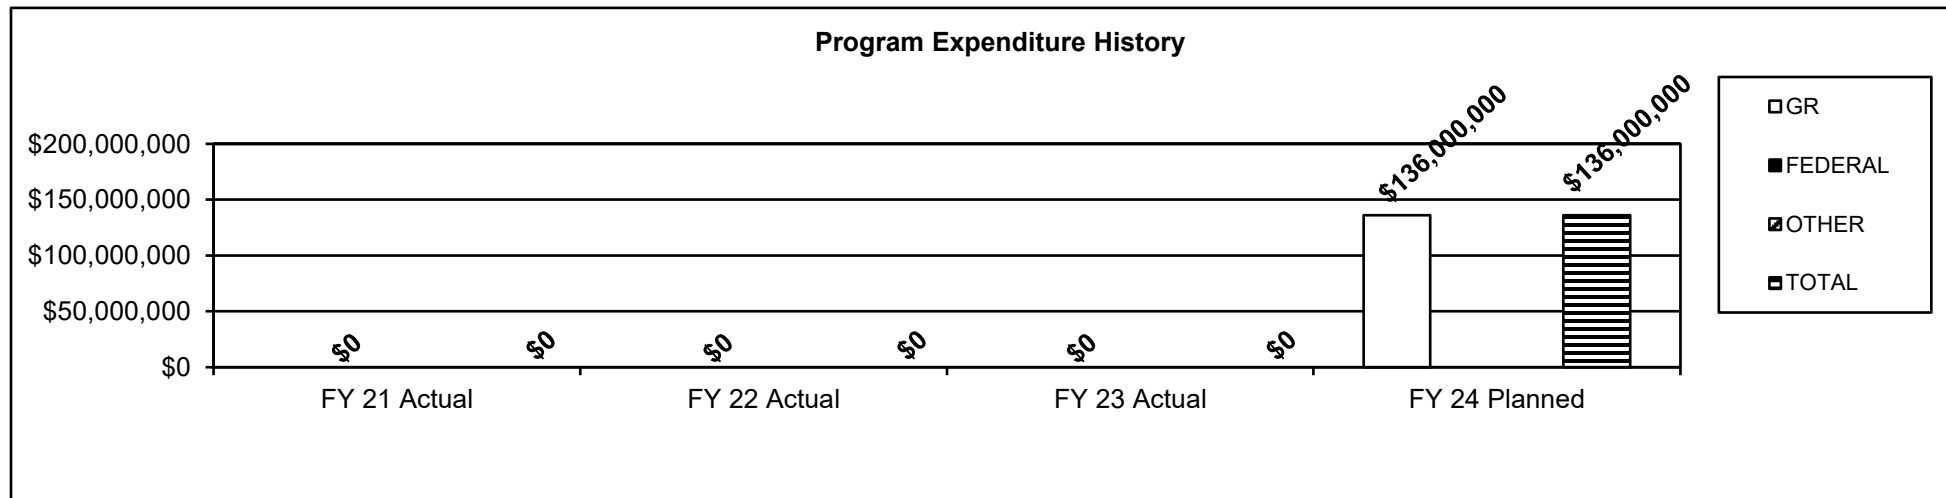 Program Expenditure History
$200,000,000
$150,000,000
$100,000,000
$50,000,000
$0
$0
$0
$0
$0
$0
$0
$136,000,000
$136,000,000
FY 21 Actual
FY 22 Actual
FY 23 Actual
FY 24 Planned
GR
FEDERAL
OTHER
TOTAL